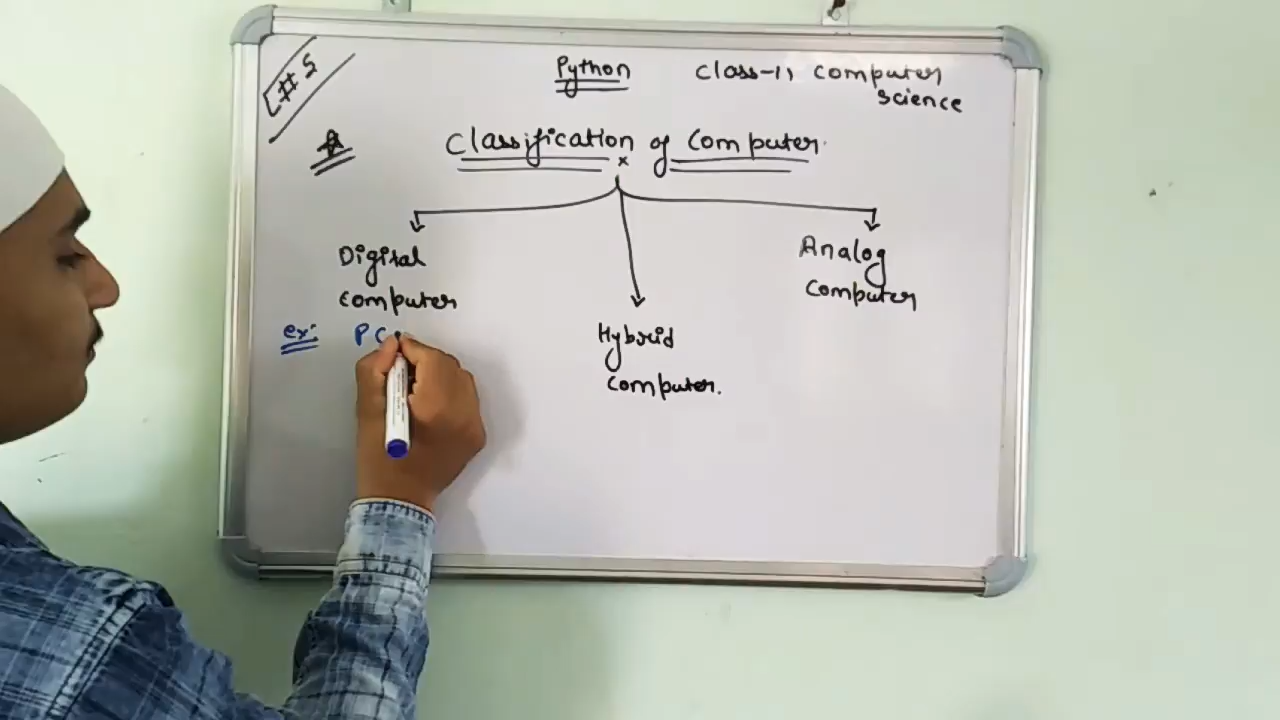 # 5
Python
Class-11 Computer
Science
Classification of Computer
Digital
Computer
Analog
Computer
Hybrid
Computer.
ex:
PC